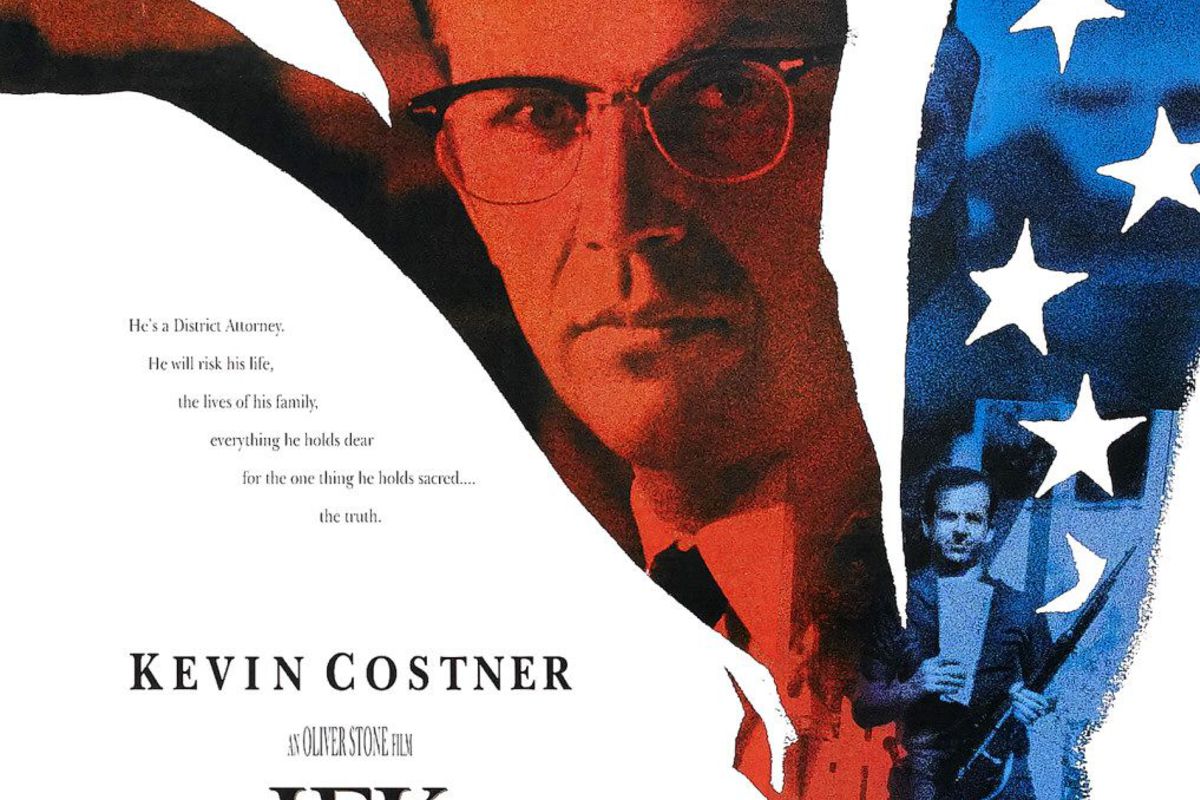 He's a District Attorney.
He will risk his life,
the lives of his family,
everything he holds dear
for the one thing he holds sacred....
the truth.
KEVIN COSTNER
AN OLIVER STONE FILM
JFK